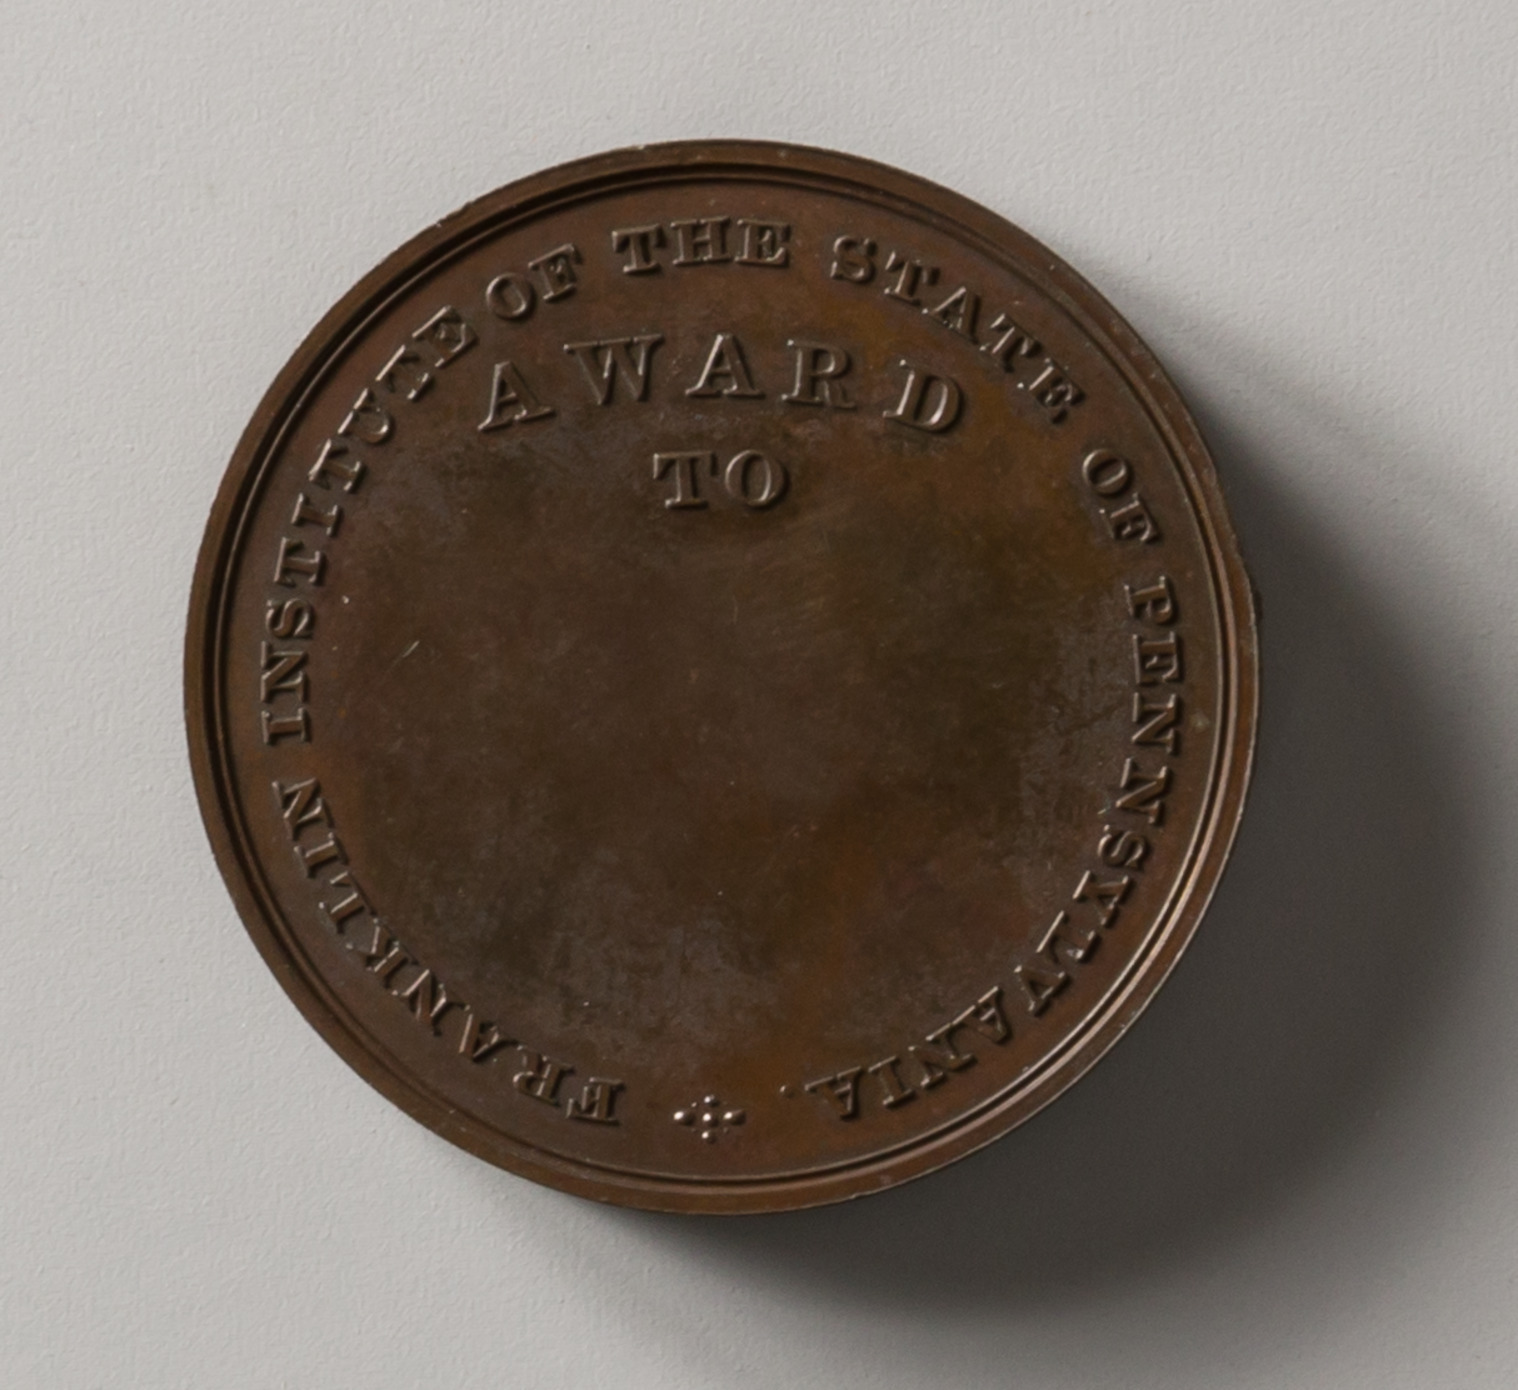 FRANKLIN INSTITUTE OF THE STATE OF PENNSYLVANIA.
AWARD
TO